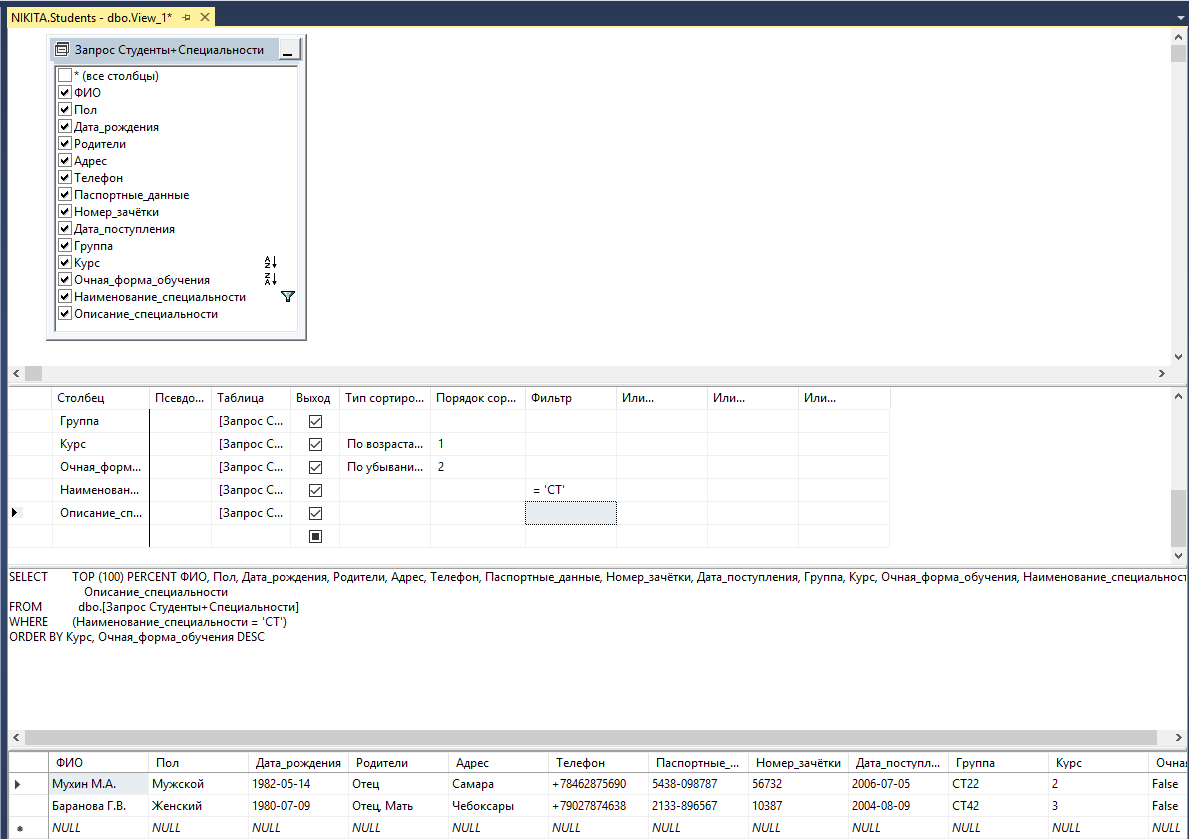 NIKITA.Students - dbo.View_1*
Запрос Студенты+Специальности
* (все столбцы)
ФИО
Пол
Дата_рождения
Родители
Адрес
Телефон
Паспортные_данные
Номер_зачётки
Дата_поступления
Группа
Курс
Очная_форма_обучения
Наименование_специальности
Описание_специальности
Столбец Псевдо... Таблица Выход Тип сортиро... Порядок сор... Фильтр Или... Или... Или...
Группа [Запрос С...
Курс [Запрос С... По возраста... 1
Очная_форм... [Запрос С... По убывани... 2
Наименован... [Запрос С... = 'СТ'
Описание_сп... [Запрос С...
SELECT TOP (100) PERCENT ФИО, Пол, Дата_рождения, Родители, Адрес, Телефон, Паспортные_данные, Номер_зачётки, Дата_поступления, Группа, Курс, Очная_форма_обучения, Наименование_специальност
Описание_специальности
FROM dbo.[Запрос Студенты+Специальности]
WHERE (Наименование_специальности = 'СТ')
ORDER BY Курс, Очная_форма_обучения DESC
ФИО Пол Дата_рождения Родители Адрес Телефон Паспортные_... Номер_зачётки Дата_поступл... Группа Курс Очная
Мухин М.А. Мужской 1982-05-14 Отец Самара +78462875690 5438-098787 56732 2006-07-05 СТ22 2 False
Баранова Г.В. Женский 1980-07-09 Отец, Мать Чебоксары +79027874638 2133-896567 10387 2004-08-09 СТ42 3 False
NULL NULL NULL NULL NULL NULL NULL NULL NULL NULL NULL NULL